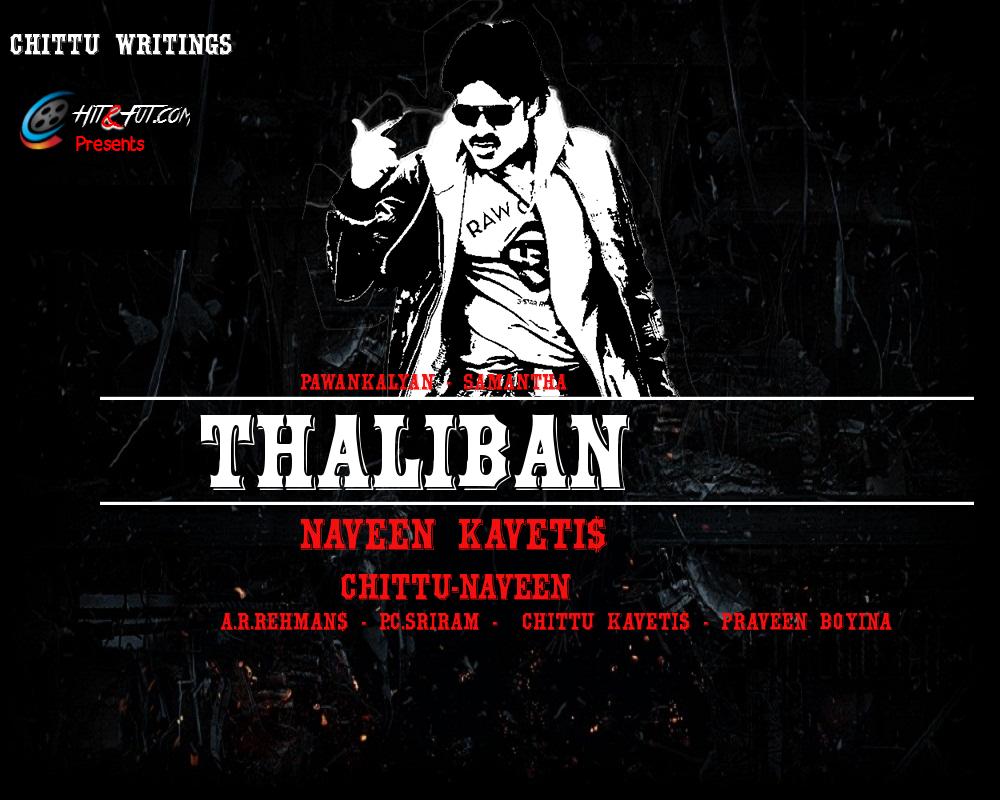 CHITTU WRITINGS
HIT&FUT.COM
Presents
RAW
PAWANKALYAN - SAMANTHA
THALIBAN
NAVEEN KAVETI$
CHITTU-NAVEEN
A.R.REHMAN$ - P.C.SRIRAM - CHITTU KAVETI$ - PRAVEEN BOYINA